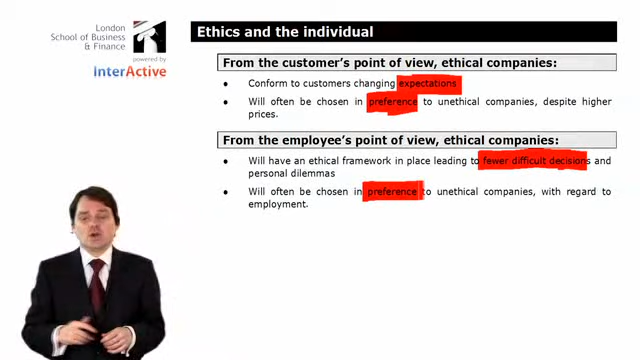 London
School of Business
& Finance
powered by
InterActive
Ethics and the individual
From the customer's point of view, ethical companies:
● Conform to customers changing expectations
● Will often be chosen in preference to unethical companies, despite higher
prices.
From the employee's point of view, ethical companies:
● Will have an ethical framework in place leading to fewer difficult decisions and
personal dilemmas
● Will often be chosen in preference to unethical companies, with regard to
employment.